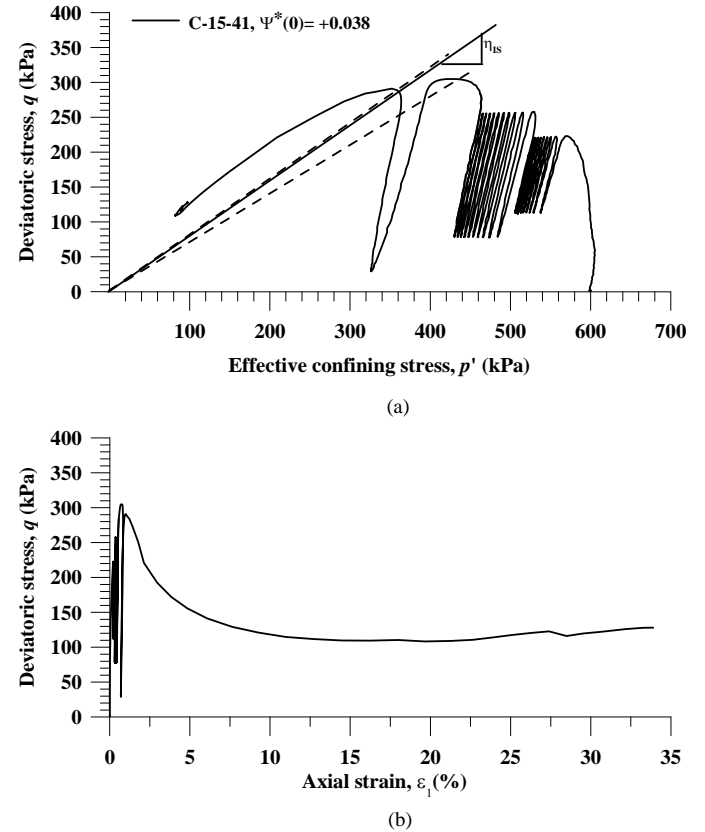 400
350
300
250
200
150
100
50
0
Deviatoric stress, q (kPa)
C-15-41, Ψ*(0)= +0.038
ηIS
100 200 300 400 500 600 700
Effective confining stress, p' (kPa)
(a)
400
350
300
250
200
150
100
50
0
Deviatoric stress, q (kPa)
0 5 10 15 20 25 30 35
Axial strain, ε1(%)
(b)